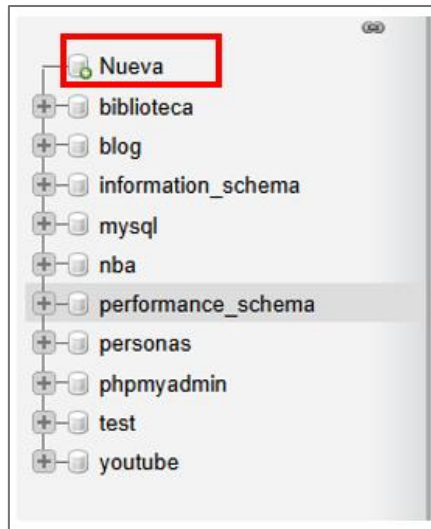 Nueva
biblioteca
blog
information_schema
mysql
nba
performance_schema
personas
phpmyadmin
test
youtube